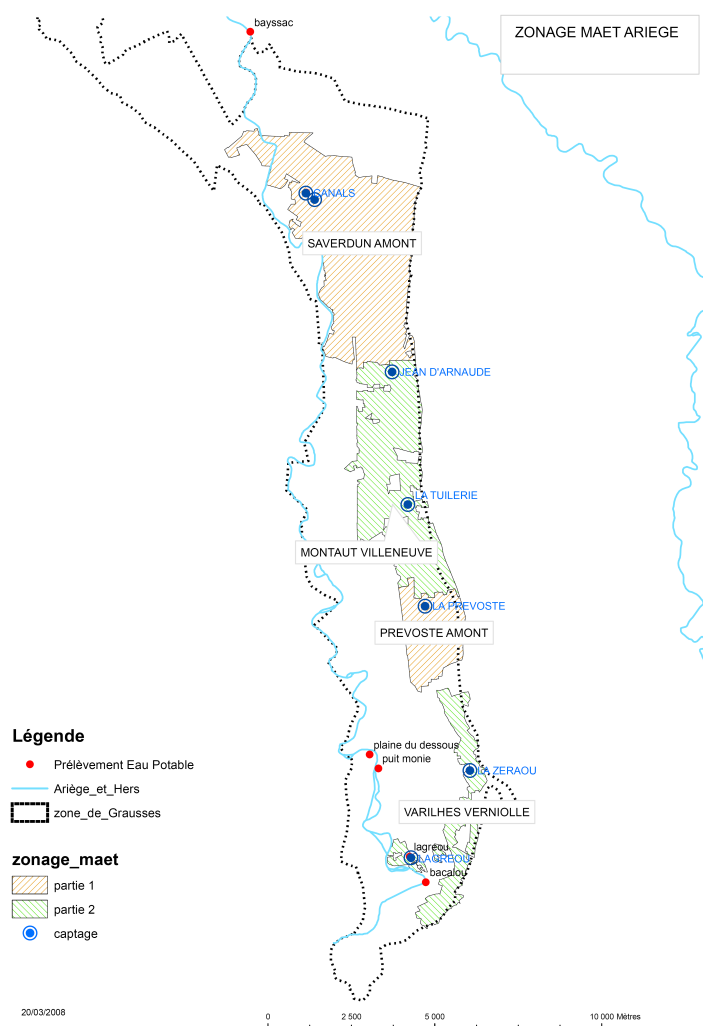 bayssac
ZONAGE MAET ARIEGE
SANALS
SAVERDUN AMONT
JEAN D'ARNAUDE
LA TUILERIE
MONTAUT VILLENEUVE
LA PREVOSTE
PREVOSTE AMONT
plaine du dessous
puit monie
LA ZERAOU
VARILHES VERNIOLLE
lagreou
LAGREOU
bacalou
Légende
Prélèvement Eau Potable
Ariège_et_Hers
zone_de_Grausses
zonage_maet
partie 1
partie 2
captage
20/03/2008
0 2 500 5 000 10 000 Mètres